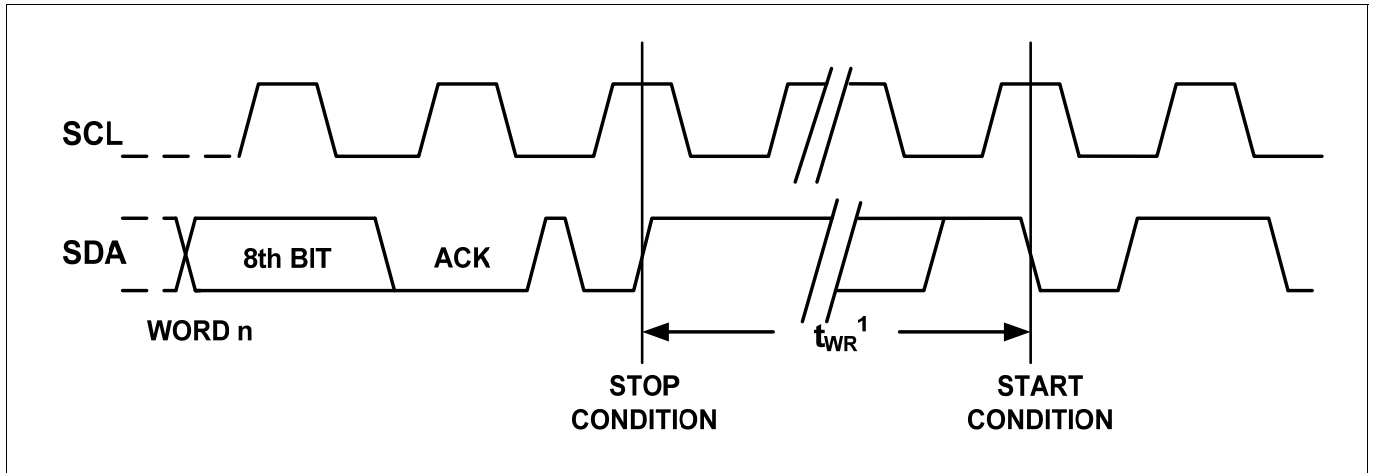 SCL
SDA
8th BIT
ACK
WORD n
tWR¹
STOP
CONDITION
START
CONDITION